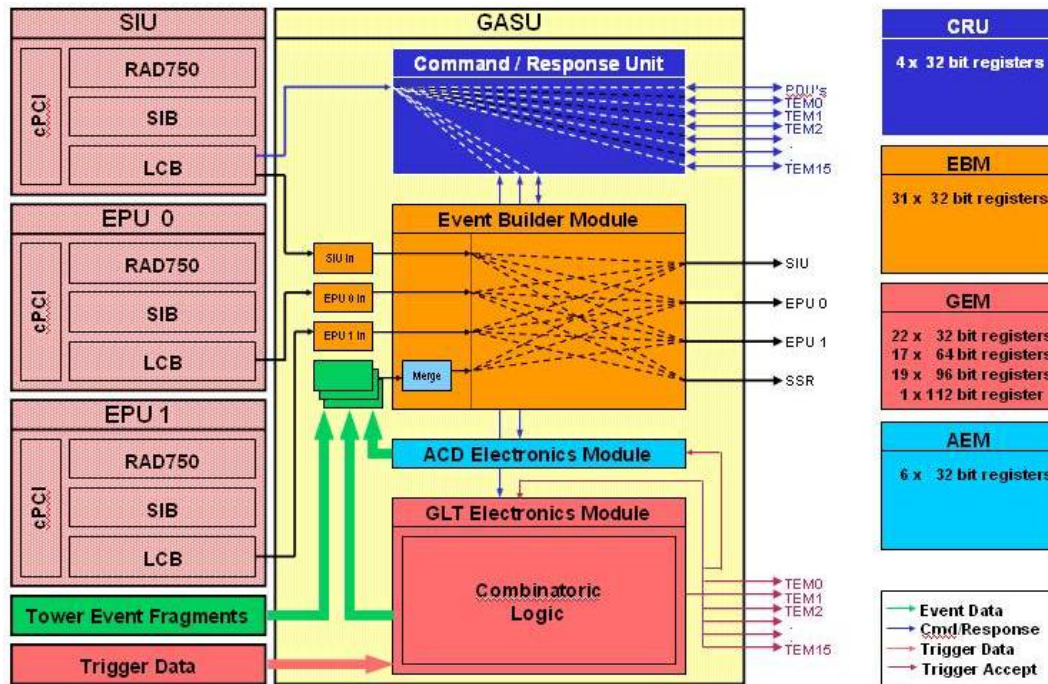 SIU
cPCI
RAD750
SIB
LCB
EPU 0
cPCI
RAD750
SIB
LCB
EPU 1
cPCI
RAD750
SIB
LCB
Tower Event Fragments
Trigger Data
GASU
Command / Response Unit
PDU's
TEM0
TEM1
TEM2
.
.
TEM15
Event Builder Module
SIU In
EPU 0 In
EPU 1 In
Merge
SIU
EPU 0
EPU 1
SSR
ACD Electronics Module
GLT Electronics Module
Combinatoric
Logic
TEM0
TEM1
TEM2
.
.
TEM15
CRU
4 x 32 bit registers
EBM
31 x 32 bit registers
GEM
22 x 32 bit registers
17 x 64 bit registers
19 x 96 bit registers
1 x 112 bit register
AEM
6 x 32 bit registers
Event Data
Cmd/Response
Trigger Data
Trigger Accept